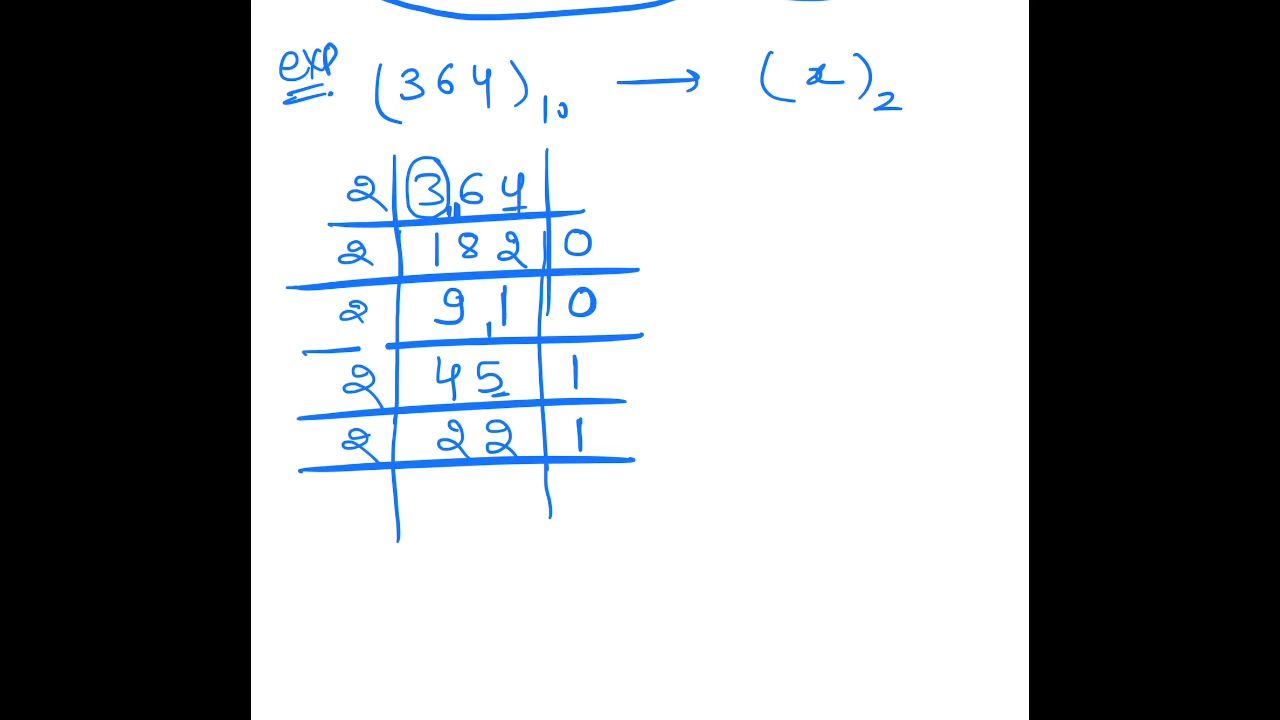 exp (364)₁₀ → (x)₂
2 | 364 |
2 | 182 | 0
2 | 91 | 0
2 | 45 | 1
2 | 22 | 1